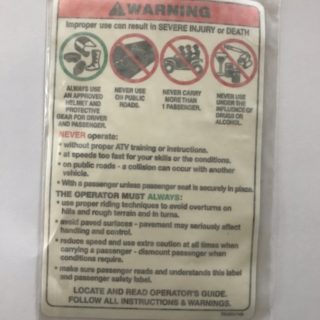 ⚠WARNING
Improper use can result in SEVERE INJURY or DEATH
ALWAYS USE
AN APPROVED
HELMET AND
PROTECTIVE
GEAR FOR DRIVER
AND PASSENGER.
NEVER USE
ON PUBLIC
ROADS.
NEVER CARRY
MORE THAN
1 PASSENGER.
NEVER USE
UNDER THE
INFLUENCE OF
DRUGS OR
ALCOHOL.
NEVER operate:
• without proper ATV training or instructions.
• at speeds too fast for your skills or the conditions.
• on public roads - a collision can occur with another
vehicle.
• With a passenger unless passenger seat is securely in place.
THE OPERATOR MUST ALWAYS:
• use proper riding techniques to avoid overturns on
hills and rough terrain and in turns.
• avoid paved surfaces - pavement may seriously affect
handling and control.
• reduce speed and use extra caution at all times when
carrying a passenger - dismount passenger when
conditions require.
• make sure passenger reads and understands this label
and passenger safety label.
LOCATE AND READ OPERATOR'S GUIDE.
FOLLOW ALL INSTRUCTIONS & WARNINGS.